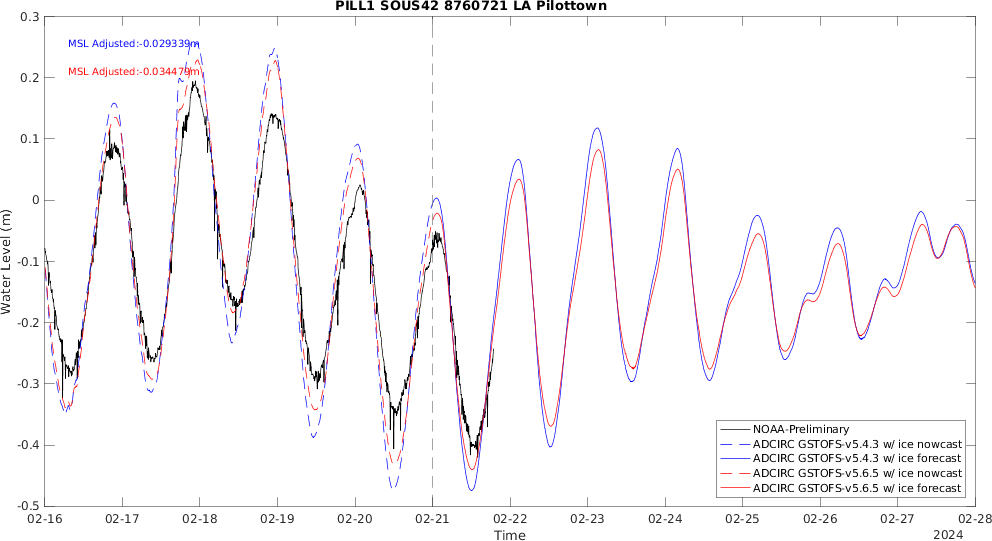 PILL1 SOUS42 8760721 LA Pilottown
MSL Adjusted:-0.029339m
MSL Adjusted:-0.034479m
Water Level (m)
0.3
0.2
0.1
0
-0.1
-0.2
-0.3
-0.4
-0.5
NOAA-Preliminary
ADCIRC GSTOFS-v5.4.3 w/ ice nowcast
ADCIRC GSTOFS-v5.4.3 w/ ice forecast
ADCIRC GSTOFS-v5.6.5 w/ ice nowcast
ADCIRC GSTOFS-v5.6.5 w/ ice forecast
02-16 02-17 02-18 02-19 02-20 02-21 02-22 02-23 02-24 02-25 02-26 02-27 02-28
Time
2024